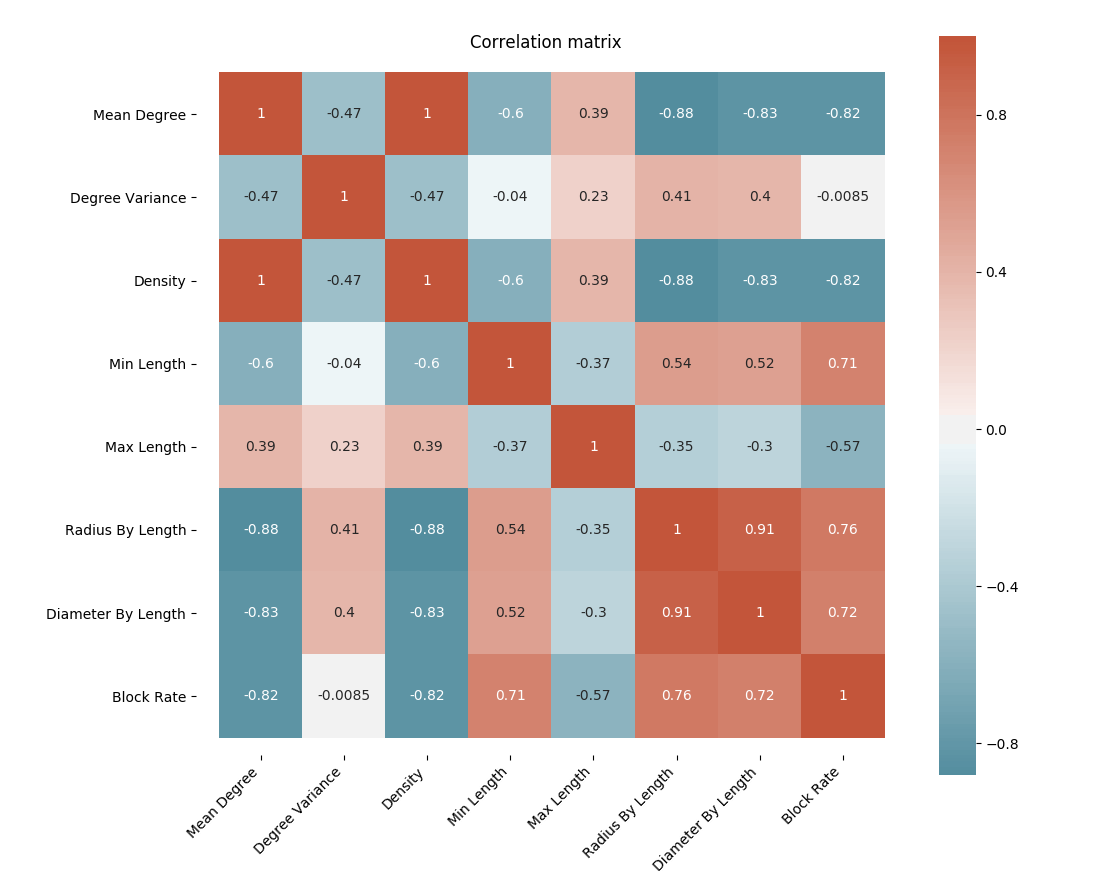 Correlation matrix
Mean Degree 1 -0.47 1 -0.6 0.39 -0.88 -0.83 -0.82
Degree Variance -0.47 1 -0.47 -0.04 0.23 0.41 0.4 -0.0085
Density 1 -0.47 1 -0.6 0.39 -0.88 -0.83 -0.82
Min Length -0.6 -0.04 -0.6 1 -0.37 0.54 0.52 0.71
Max Length 0.39 0.23 0.39 -0.37 1 -0.35 -0.3 -0.57
Radius By Length -0.88 0.41 -0.88 0.54 -0.35 1 0.91 0.76
Diameter By Length -0.83 0.4 -0.83 0.52 -0.3 0.91 1 0.72
Block Rate -0.82 -0.0085 -0.82 0.71 -0.57 0.76 0.72 1
Mean Degree
Degree Variance
Density
Min Length
Max Length
Radius By Length
Diameter By Length
Block Rate
0.8
0.4
0.0
−0.4
−0.8